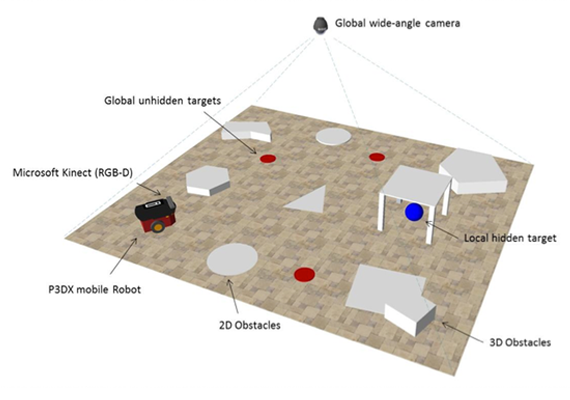 Global wide-angle camera
Global unhidden targets
Microsoft Kinect (RGB-D)
Local hidden target
P3DX mobile Robot
2D Obstacles
3D Obstacles